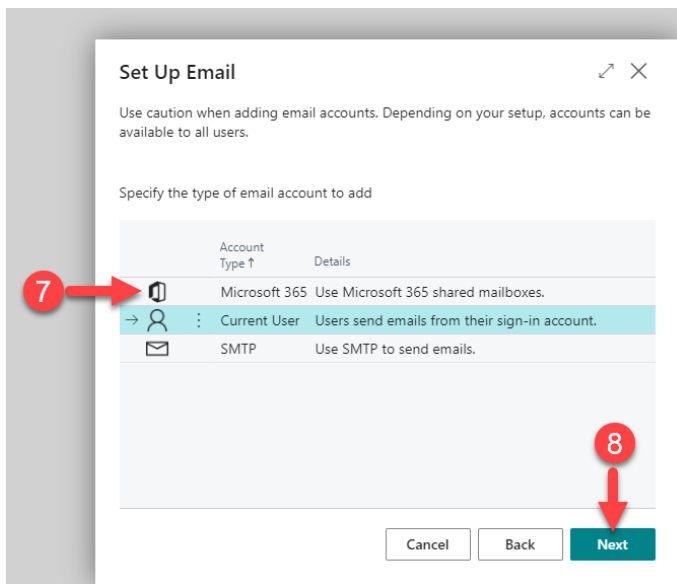 Set Up Email
Use caution when adding email accounts. Depending on your setup, accounts can be
available to all users.
Specify the type of email account to add
Account
Type ↑ Details
7
Microsoft 365 Use Microsoft 365 shared mailboxes.
Current User Users send emails from their sign-in account.
SMTP Use SMTP to send emails.
8
Cancel Back Next